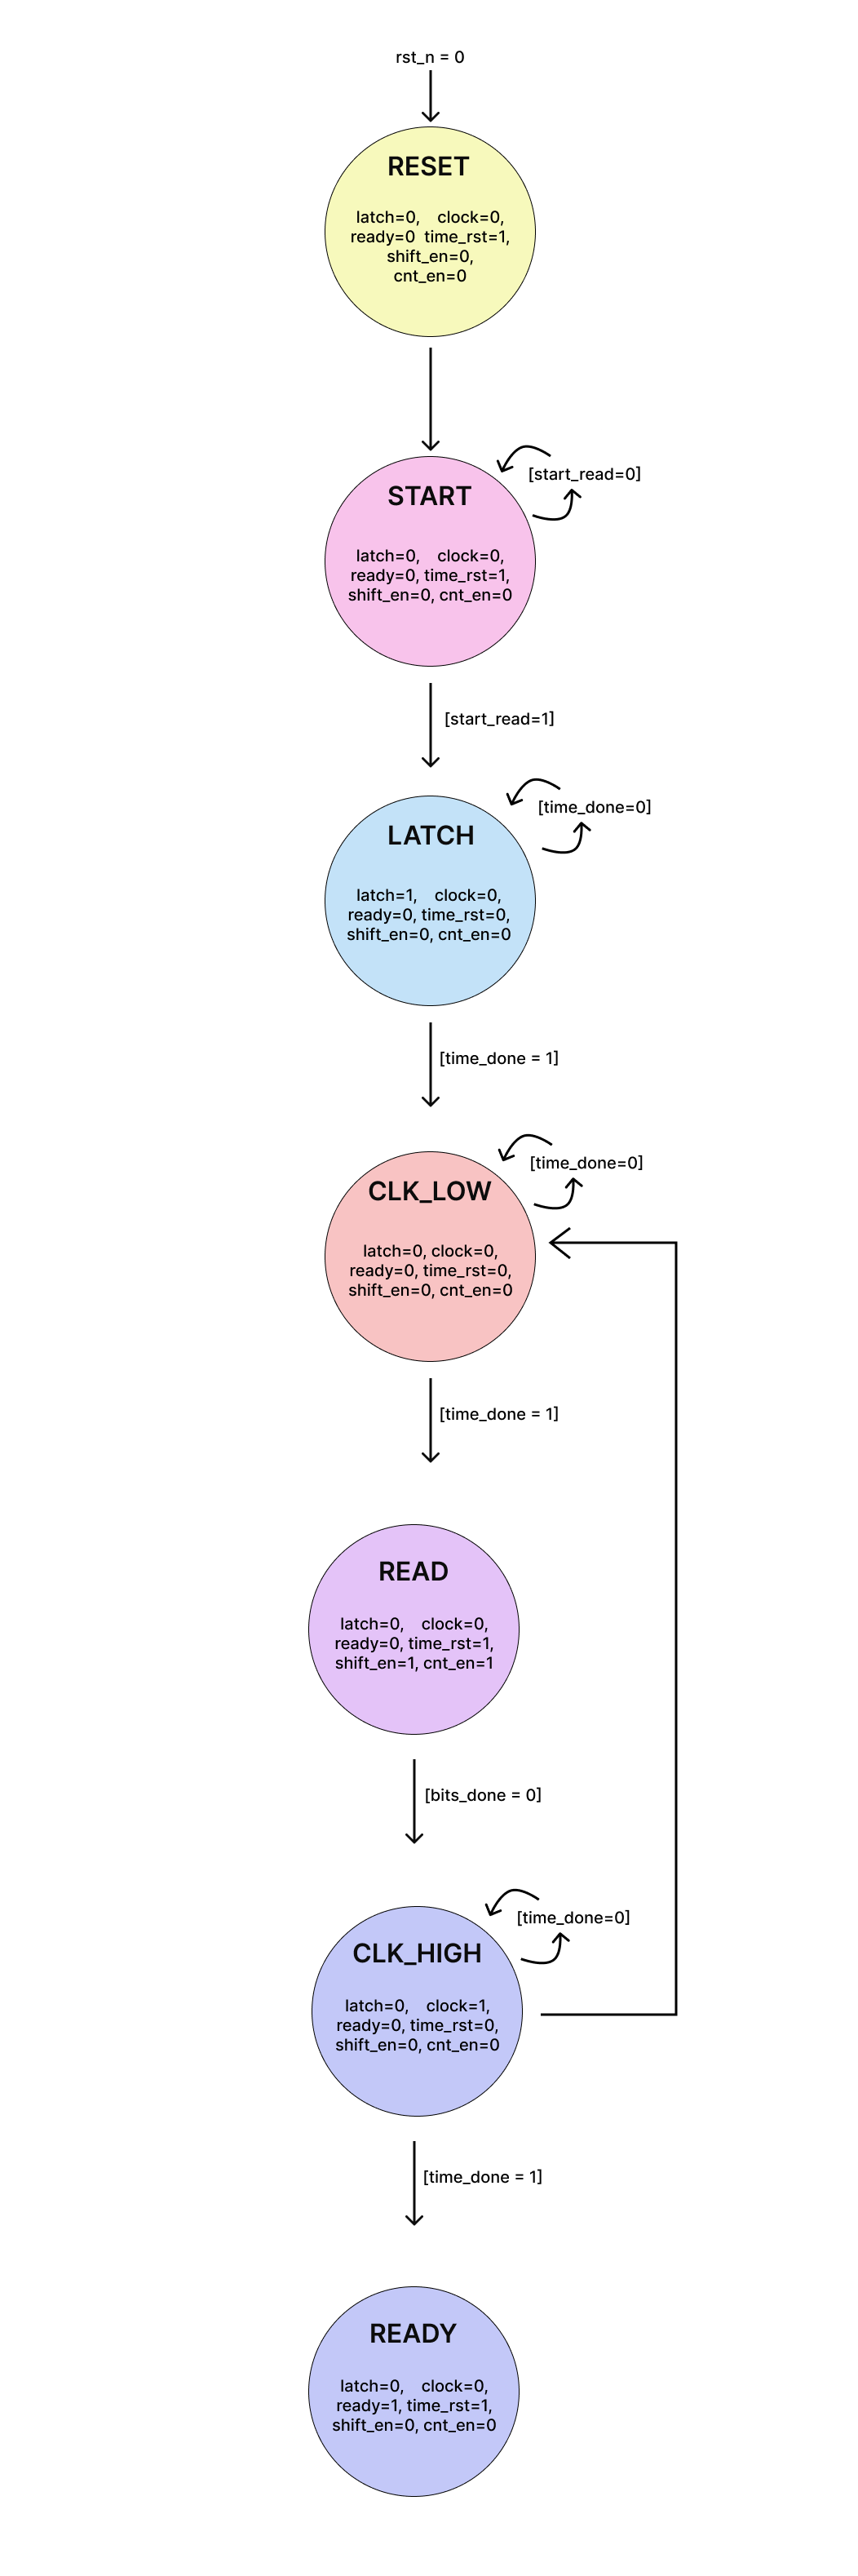 rst_n = 0
RESET
latch=0, clock=0,
ready=0 time_rst=1,
shift_en=0,
cnt_en=0
[start_read=0]
START
latch=0, clock=0,
ready=0, time_rst=1,
shift_en=0, cnt_en=0
[start_read=1]
[time_done=0]
LATCH
latch=1, clock=0,
ready=0, time_rst=0,
shift_en=0, cnt_en=0
[time_done = 1]
[time_done=0]
CLK_LOW
latch=0, clock=0,
ready=0, time_rst=0,
shift_en=0, cnt_en=0
[time_done = 1]
READ
latch=0, clock=0,
ready=0, time_rst=1,
shift_en=1, cnt_en=1
[bits_done = 0]
[time_done=0]
CLK_HIGH
latch=0, clock=1,
ready=0, time_rst=0,
shift_en=0, cnt_en=0
[time_done = 1]
READY
latch=0, clock=0,
ready=1, time_rst=1,
shift_en=0, cnt_en=0